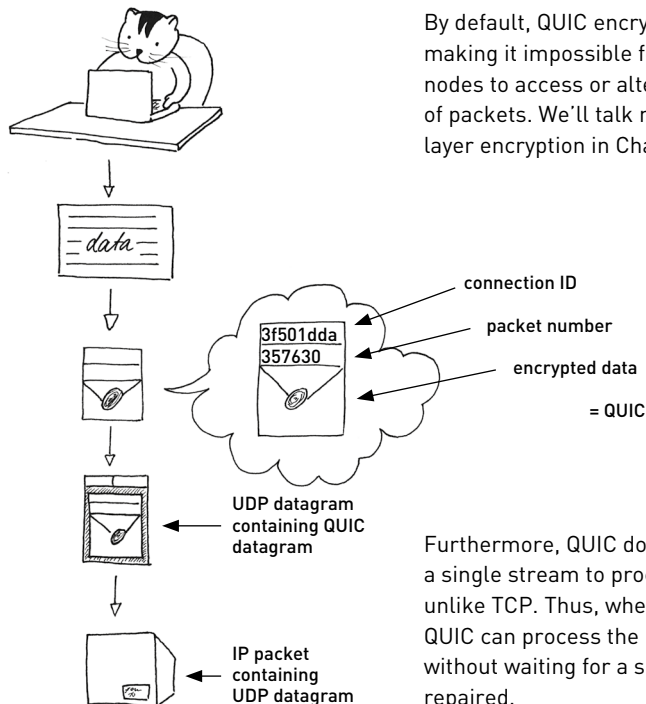 By default, QUIC encry
making it impossible f
nodes to access or alte
of packets. We'll talk
layer encryption in Cha
data
connection ID
3f501dda
packet number
357630
encrypted data
= QUIC
UDP datagram
containing QUIC
datagram
Furthermore, QUIC do
a single stream to pro
unlike TCP. Thus, whe
QUIC can process the
without waiting for a s
repaired.
IP packet
containing
UDP datagram